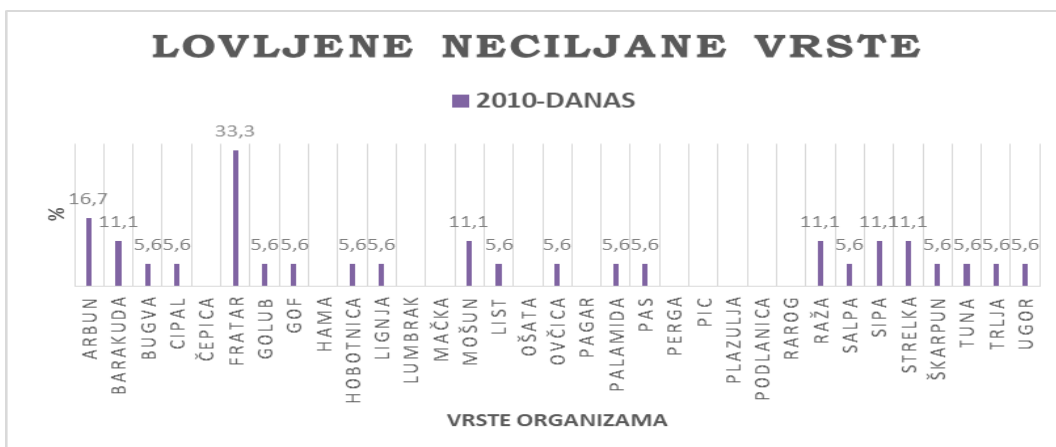 LOVLJENE NECILJANE VRSTE
2010-DANAS
%
16,7
11,1
5,6
5,6
33,3
5,6
5,6
5,6
5,6
11,1
5,6
5,6
5,6
5,6
11,1
5,6
11,1
11,1
5,6
5,6
5,6
5,6
ARBUN
BARAKUDA
BUGVA
CIPAL
ČEPICA
FRATAR
GOLUB
GOF
HAMA
HOBOTNICA
LIGNJA
LUMBRAK
MAČKA
MOŠUN
LIST
OŠATA
OVČICA
PAGAR
PALAMIDA
PAS
PERGA
PIC
PLAZULJA
PODLANICA
RAROG
RAŽA
SALPA
SIPA
STRELKA
ŠKARPUN
TUNA
TRLJA
UGOR
VRSTE ORGANIZAMA